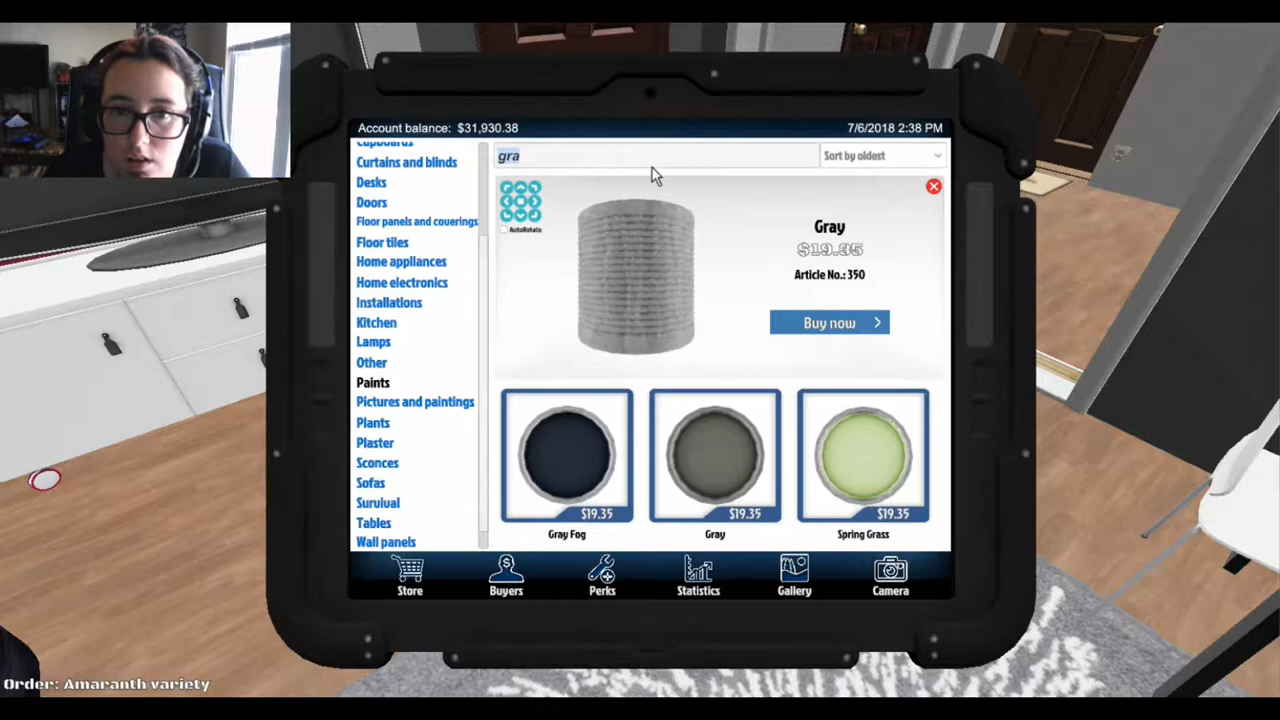 Account balance: $31,930.38
7/6/2018 2:38 PM
Cupboards
Curtains and blinds
Desks
Doors
Floor panels and coverings
Floor tiles
Home appliances
Home electronics
Installations
Kitchen
Lamps
Other
Paints
Pictures and paintings
Plants
Plaster
Sconces
Sofas
Survival
Tables
Wall panels
gra
Sort by oldest
AutoRotate
Gray
$19.35
Article No.: 350
Buy now
$19.35
$19.35
$19.35
Gray Fog
Gray
Spring Grass
Store
Buyers
Perks
Statistics
Gallery
Camera
Order: Amaranth variety